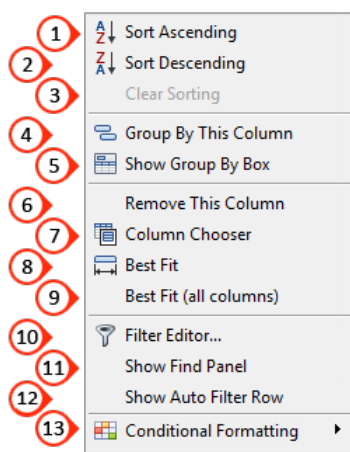 1 Sort Ascending
2 Sort Descending
3 Clear Sorting
4 Group By This Column
5 Show Group By Box
6 Remove This Column
7 Column Chooser
8 Best Fit
9 Best Fit (all columns)
10 Filter Editor...
11 Show Find Panel
12 Show Auto Filter Row
13 Conditional Formatting